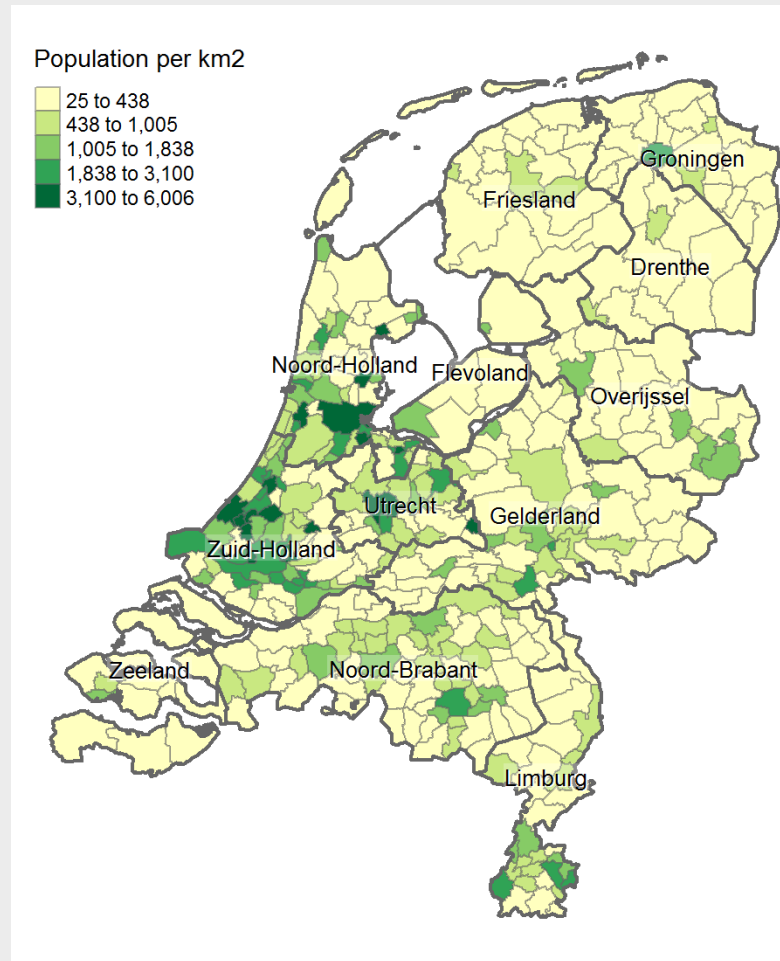 Population per km2
25 to 438
438 to 1,005
1,005 to 1,838
1,838 to 3,100
3,100 to 6,006
Groningen
Friesland
Drenthe
Noord-Holland
Flevoland
Overijssel
Utrecht
Gelderland
Zuid-Holland
Zeeland
Noord-Brabant
Limburg